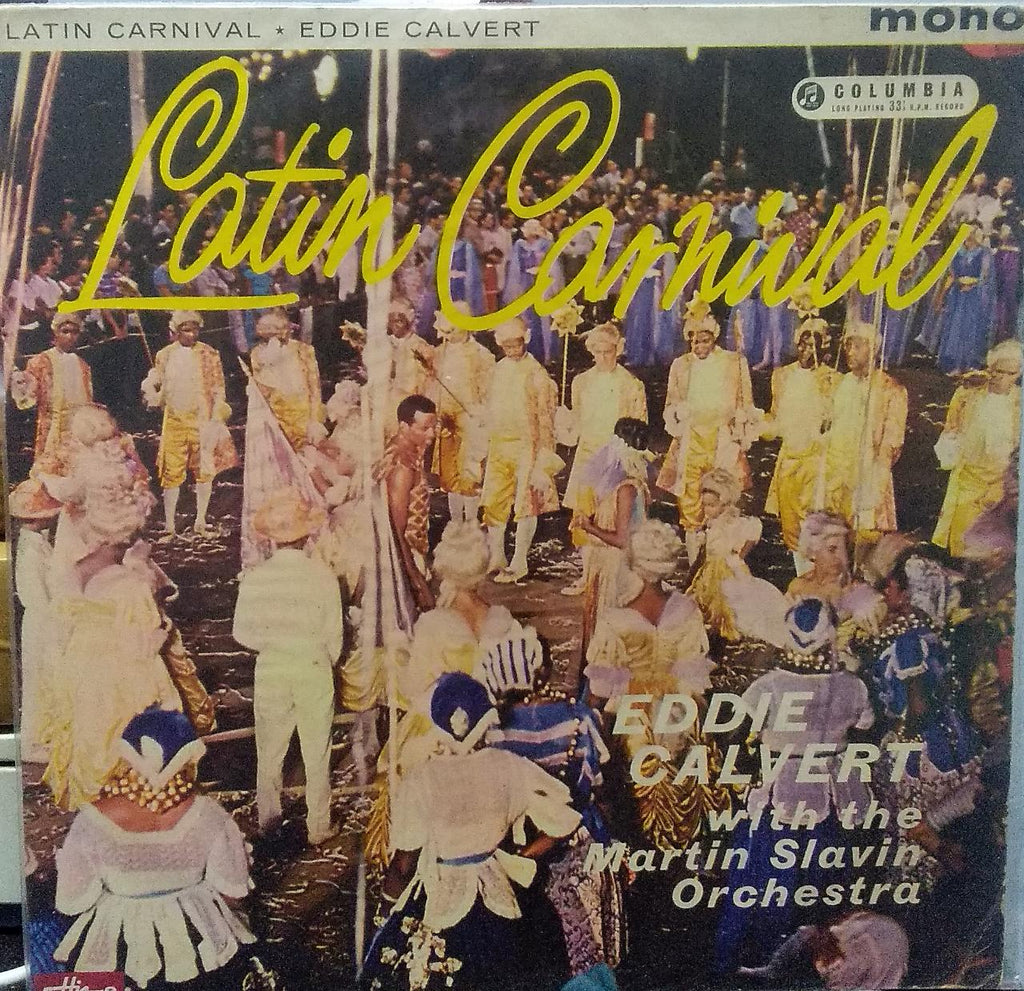 LATIN CARNIVAL ★ EDDIE CALVERT
mono
COLUMBIA
LONG PLAYING 33⅓ R.P.M. RECORD
Latin Carnival
EDDIE
CALVERT
with the
Martin Slavin
Orchestra